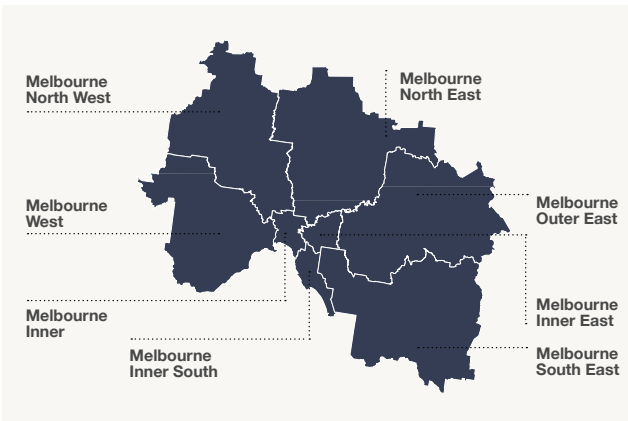 Melbourne
North West
Melbourne
North East
Melbourne
West
Melbourne
Outer East
Melbourne
Inner
Melbourne
Inner East
Melbourne
Inner South
Melbourne
South East